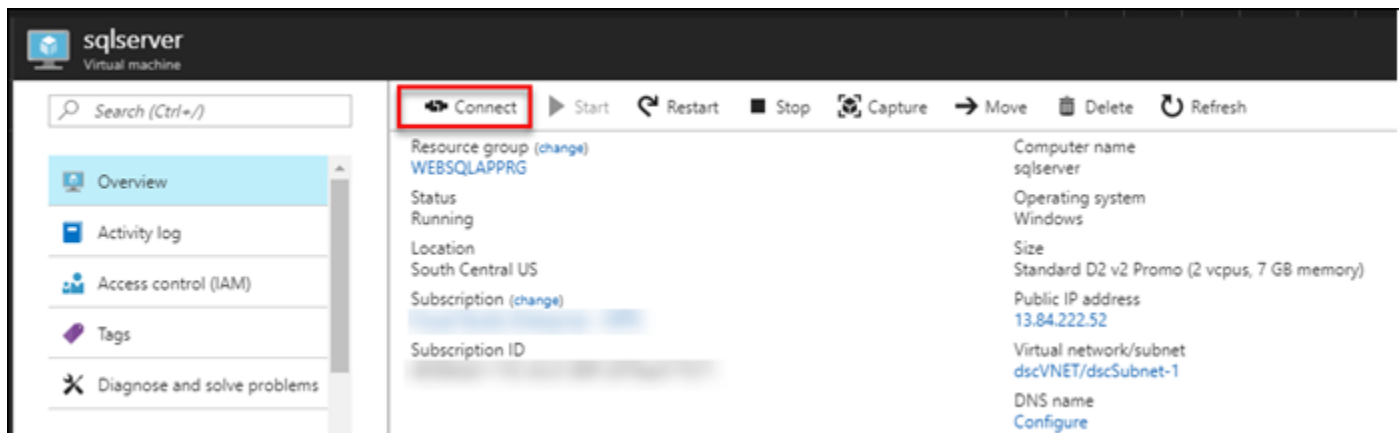 sqlserver
Virtual machine
Search (Ctrl+/)
Overview
Activity log
Access control (IAM)
Tags
Diagnose and solve problems
Connect Start Restart Stop Capture Move Delete Refresh
Resource group (change)
WEBSQLAPPRG
Status
Running
Location
South Central US
Subscription (change)
Subscription ID
Computer name
sqlserver
Operating system
Windows
Size
Standard D2 v2 Promo (2 vcpus, 7 GB memory)
Public IP address
13.84.222.52
Virtual network/subnet
dscVNET/dscSubnet-1
DNS name
Configure